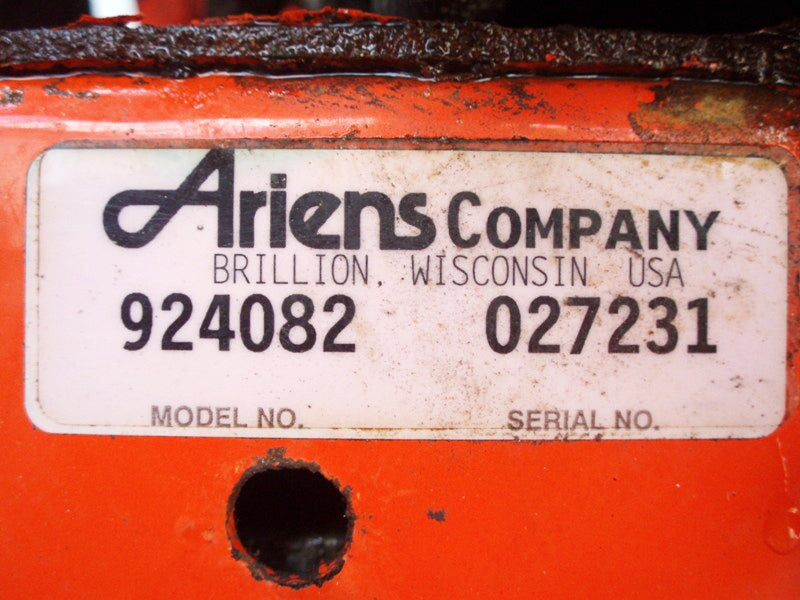 Ariens COMPANY
BRILLION, WISCONSIN USA
924082 027231
MODEL NO. SERIAL NO.